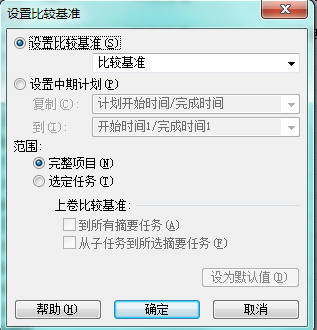 设置比较基准
设置比较基准(S)
比较基准
设置中期计划(P)
复制(C): 计划开始时间/完成时间
到(I): 开始时间1/完成时间1
范围:
完整项目(N)
选定任务(T)
上卷比较基准:
到所有摘要任务(A)
从子任务到所选摘要任务(F)
设为默认值(D)
帮助(H) 确定 取消